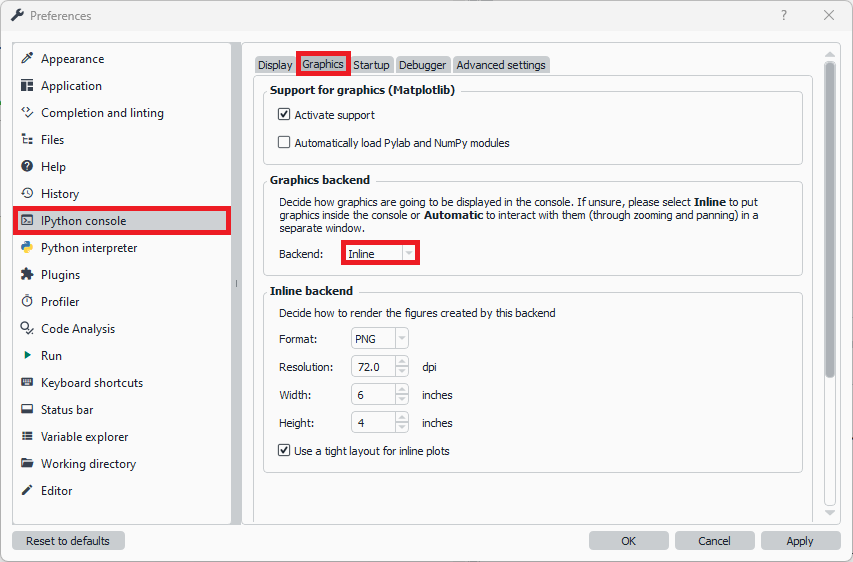 Preferences
?
Appearance
Application
Completion and linting
Files
Help
History
IPython console
Python interpreter
Plugins
Profiler
Code Analysis
Run
Keyboard shortcuts
Status bar
Variable explorer
Working directory
Editor
Display Graphics Startup Debugger Advanced settings
Support for graphics (Matplotlib)
Activate support
Automatically load Pylab and NumPy modules
Graphics backend
Decide how graphics are going to be displayed in the console. If unsure, please select Inline to put
graphics inside the console or Automatic to interact with them (through zooming and panning) in a
separate window.
Backend: Inline
Inline backend
Decide how to render the figures created by this backend
Format: PNG
Resolution: 72.0 dpi
Width: 6 inches
Height: 4 inches
Use a tight layout for inline plots
Reset to defaults OK Cancel Apply